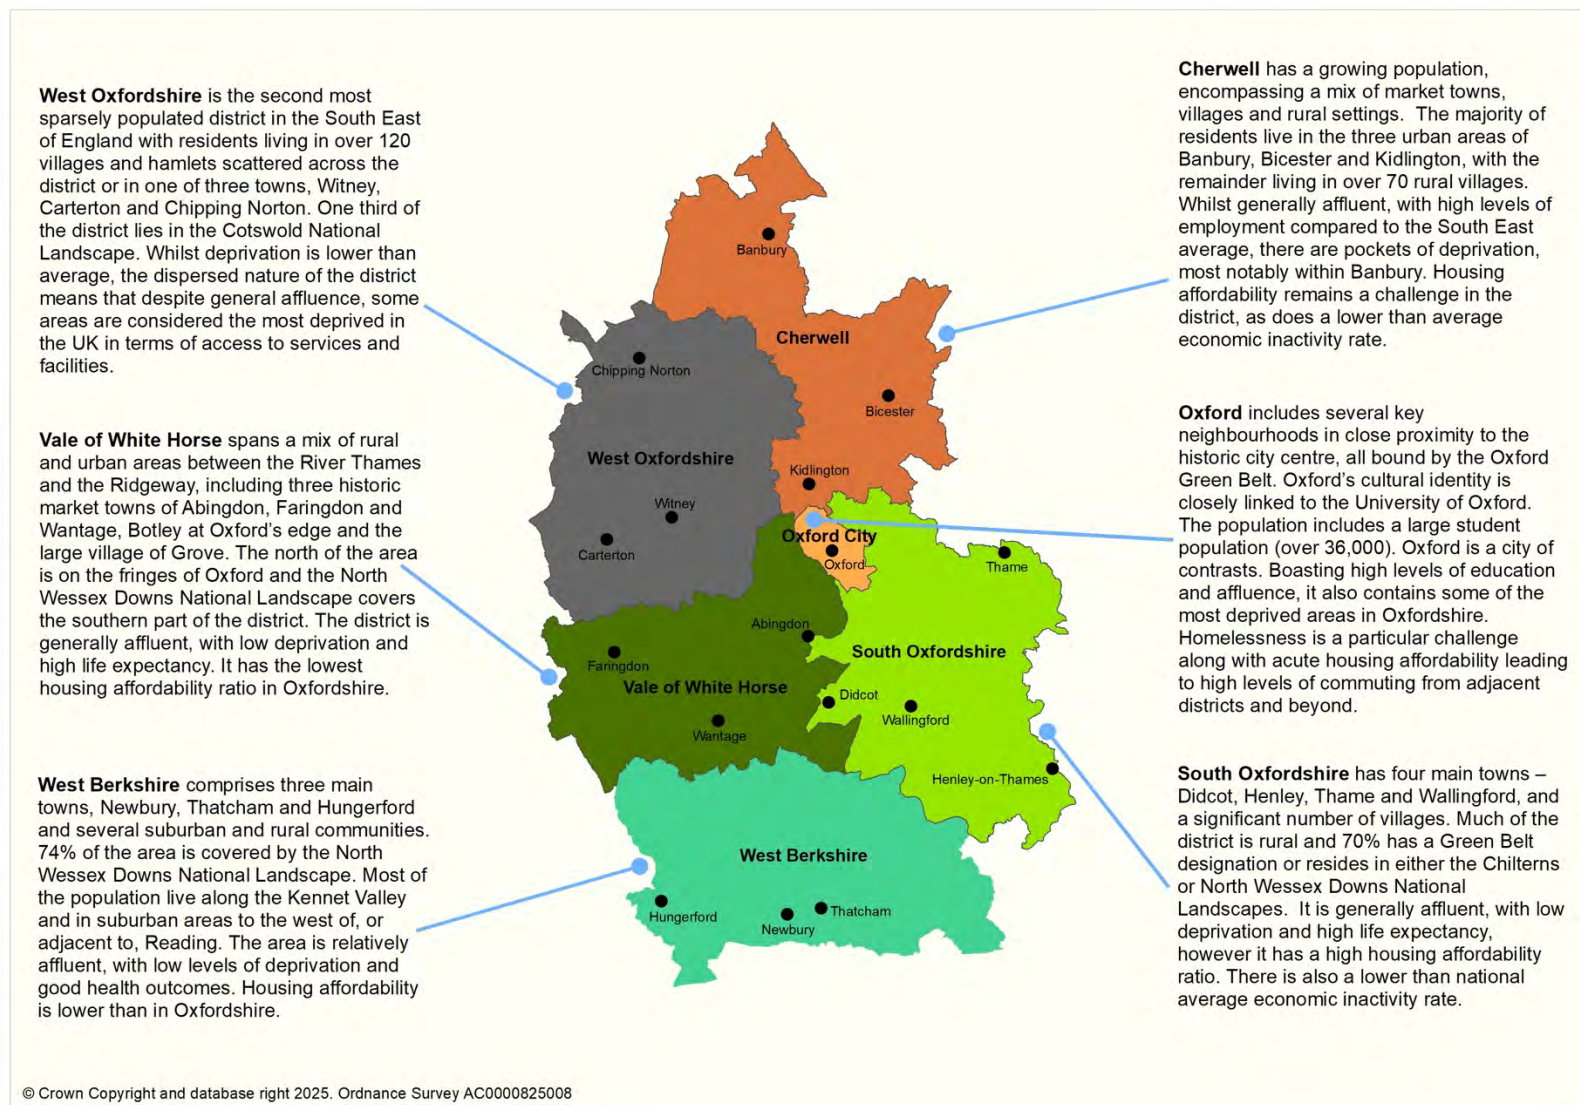 West Oxfordshire is the second most
sparsely populated district in the South East
of England with residents living in over 120
villages and hamlets scattered across the
district or in one of three towns, Witney,
Carterton and Chipping Norton. One third of
the district lies in the Cotswold National
Landscape. Whilst deprivation is lower than
average, the dispersed nature of the district
means that despite general affluence, some
areas are considered the most deprived in
the UK in terms of access to services and
facilities.
Vale of White Horse spans a mix of rural
and urban areas between the River Thames
and the Ridgeway, including three historic
market towns of Abingdon, Faringdon and
Wantage, Botley at Oxford's edge and the
large village of Grove. The north of the area
is on the fringes of Oxford and the North
Wessex Downs National Landscape covers
the southern part of the district. The district is
generally affluent, with low deprivation and
high life expectancy. It has the lowest
housing affordability ratio in Oxfordshire.
West Berkshire comprises three main
towns, Newbury, Thatcham and Hungerford
and several suburban and rural communities.
74% of the area is covered by the North
Wessex Downs National Landscape. Most of
the population live along the Kennet Valley
and in suburban areas to the west of, or
adjacent to, Reading. The area is relatively
affluent, with low levels of deprivation and
good health outcomes. Housing affordability
is lower than in Oxfordshire.
Banbury
Cherwell
Chipping Norton
Bicester
West Oxfordshire
Kidlington
Witney
Carterton
Oxford City
Oxford
Thame
Abingdon
South Oxfordshire
Faringdon
Vale of White Horse
Didcot
Wallingford
Wantage
Henley-on-Thames
West Berkshire
Hungerford
Thatcham
Newbury
Cherwell has a growing population,
encompassing a mix of market towns,
villages and rural settings.  The majority of
residents live in the three urban areas of
Banbury, Bicester and Kidlington, with the
remainder living in over 70 rural villages.
Whilst generally affluent, with high levels of
employment compared to the South East
average, there are pockets of deprivation,
most notably within Banbury. Housing
affordability remains a challenge in the
district, as does a lower than average
economic inactivity rate.
Oxford includes several key
neighbourhoods in close proximity to the
historic city centre, all bound by the Oxford
Green Belt. Oxford's cultural identity is
closely linked to the University of Oxford.
The population includes a large student
population (over 36,000). Oxford is a city of
contrasts. Boasting high levels of education
and affluence, it also contains some of the
most deprived areas in Oxfordshire.
Homelessness is a particular challenge
along with acute housing affordability leading
to high levels of commuting from adjacent
districts and beyond.
South Oxfordshire has four main towns –
Didcot, Henley, Thame and Wallingford, and
a significant number of villages. Much of the
district is rural and 70% has a Green Belt
designation or resides in either the Chilterns
or North Wessex Downs National
Landscapes.  It is generally affluent, with low
deprivation and high life expectancy,
however it has a high housing affordability
ratio. There is also a lower than national
average economic inactivity rate.
© Crown Copyright and database right 2025. Ordnance Survey AC0000825008